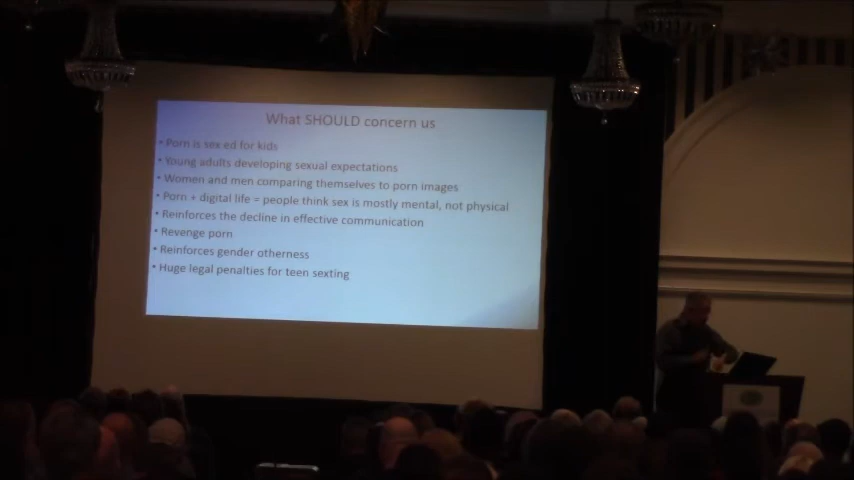 What SHOULD concern us
• Porn is sex ed for kids
• Young adults developing sexual expectations
• Women and men comparing themselves to porn images
• Porn + digital life = people think sex is mostly mental, not physical
• Reinforces the decline in effective communication
• Revenge porn
• Reinforces gender otherness
• Huge legal penalties for teen sexting